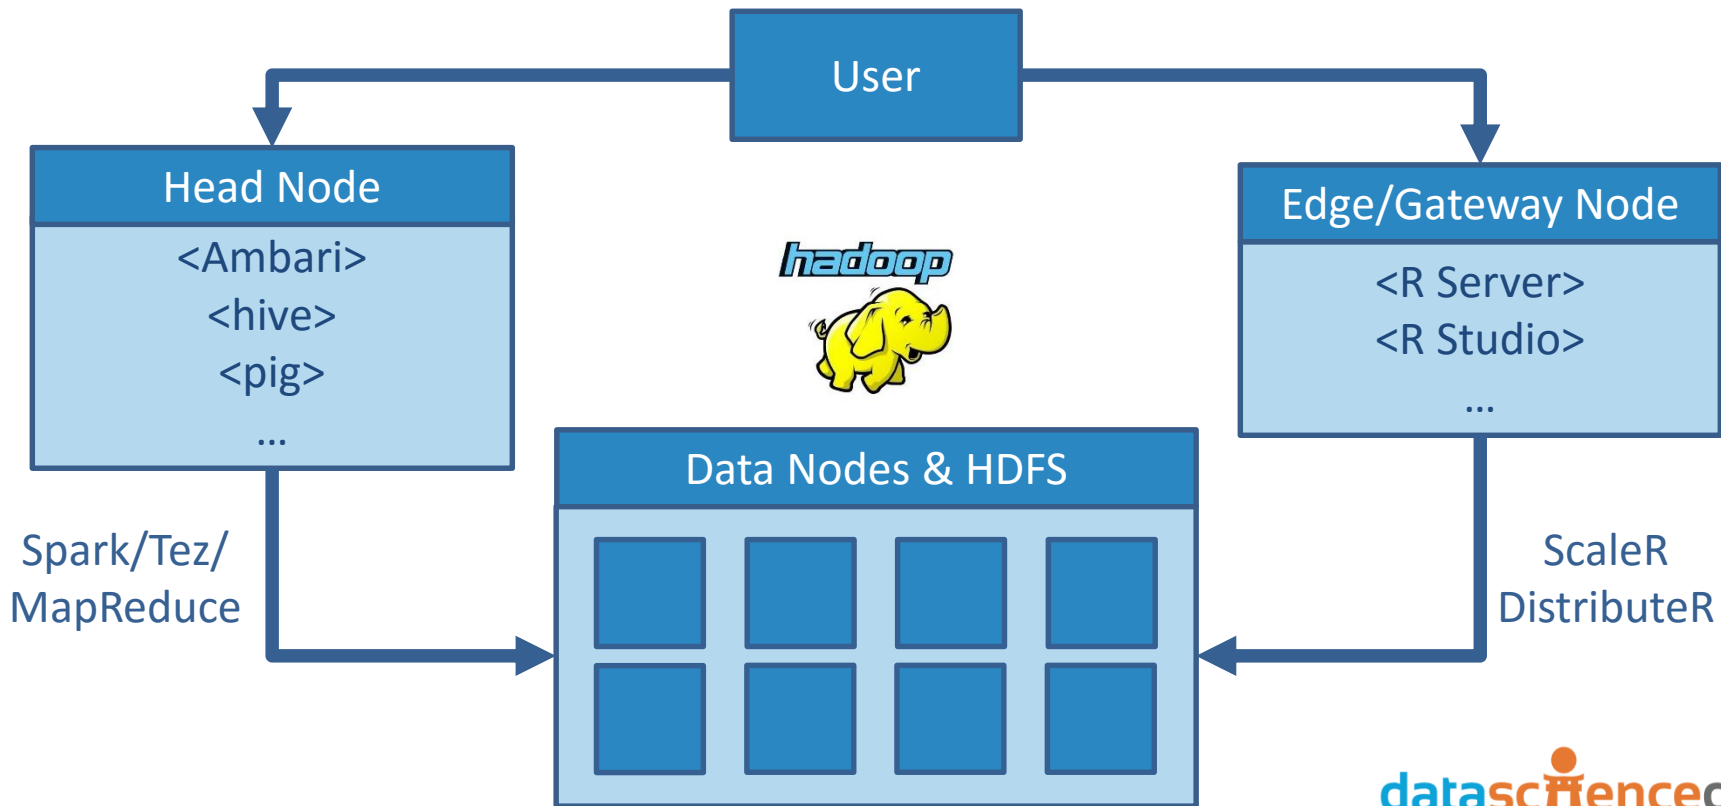 User
Head Node
<Ambari>
<hive>
<pig>
...
Edge/Gateway Node
<R Server>
<R Studio>
...
hadoop
Data Nodes & HDFS
Spark/Tez/
MapReduce
ScaleR
DistributeR